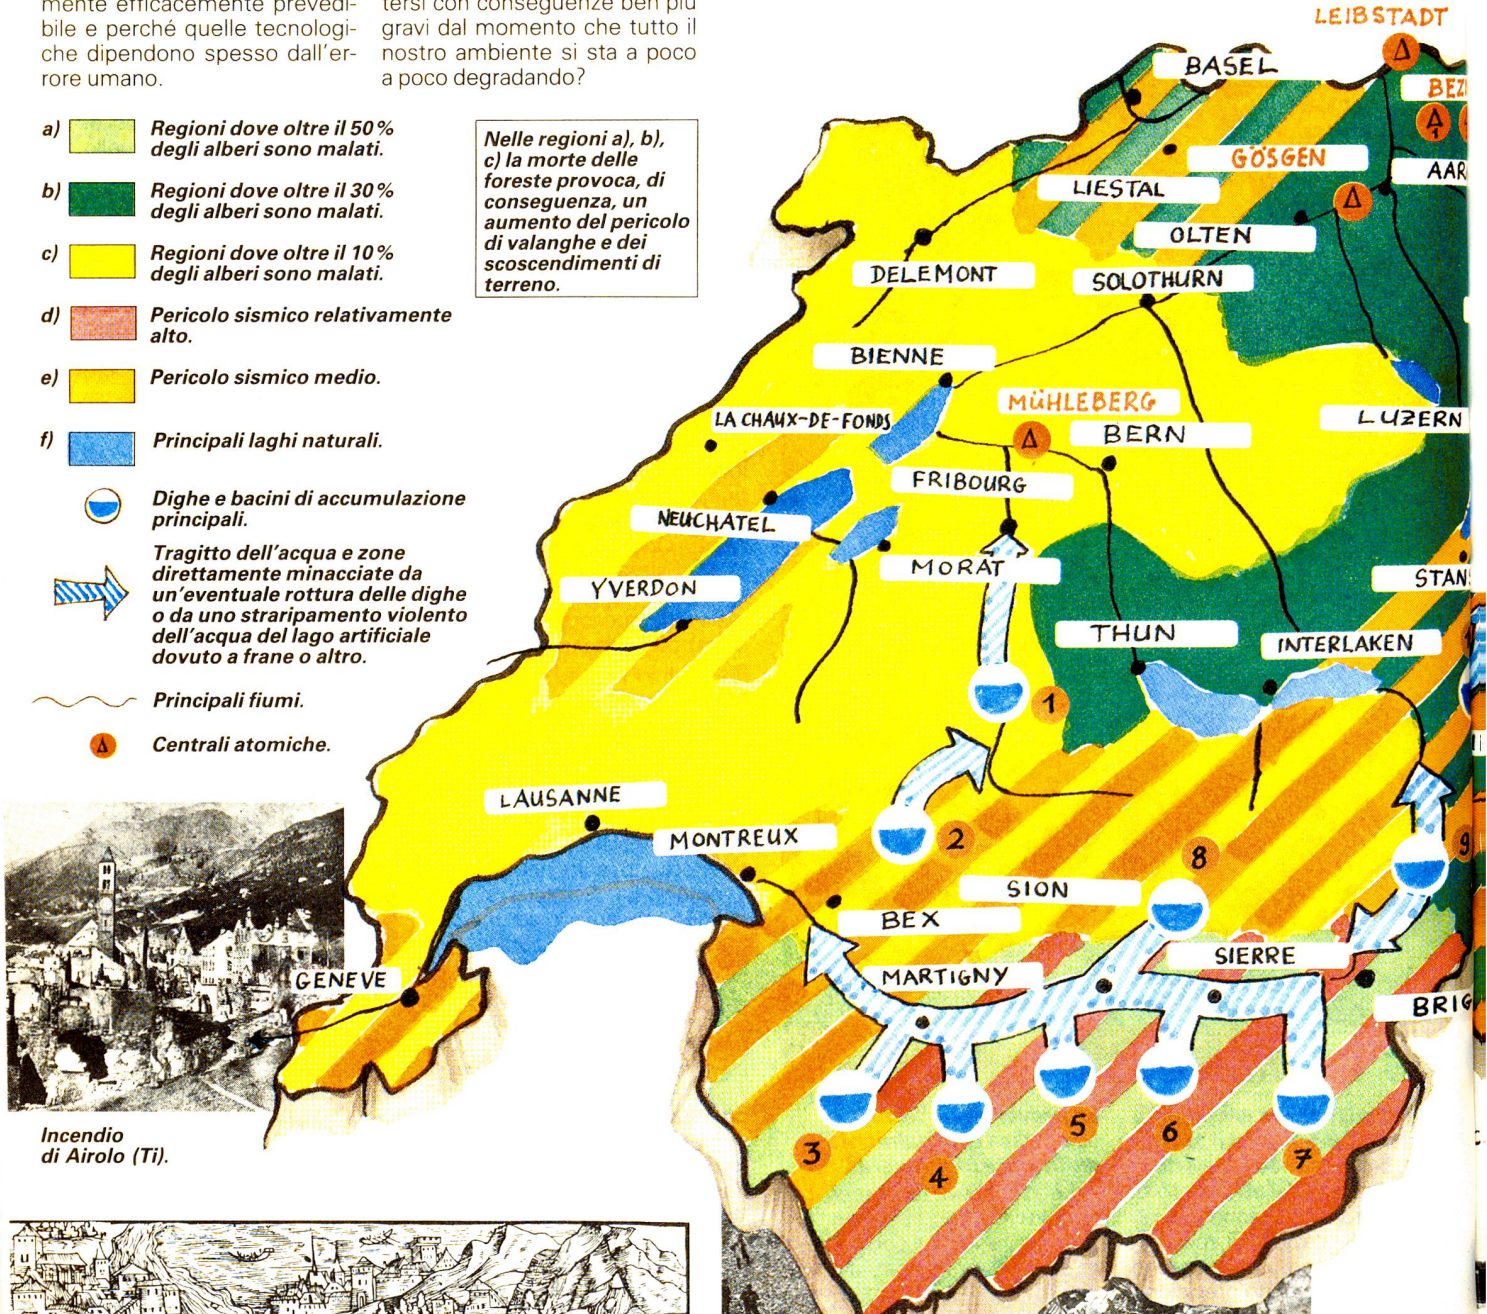 mente efficacemente prevedi-
bile e perché quelle tecnologi-
che dipendono spesso dall'er-
rore umano.
tersi con conseguenze ben più
gravi dal momento che tutto il
nostro ambiente si sta a poco
a poco degradando?
a) Regioni dove oltre il 50%
degli alberi sono malati.
b) Regioni dove oltre il 30%
degli alberi sono malati.
c) Regioni dove oltre il 10%
degli alberi sono malati.
d) Pericolo sismico relativamente
alto.
e) Pericolo sismico medio.
f) Principali laghi naturali.
Dighe e bacini di accumulazione
principali.
Tragitto dell'acqua e zone
direttamente minacciate da
un'eventuale rottura delle dighe
o da uno straripamento violento
dell'acqua del lago artificiale
dovuto a frane o altro.
Principali fiumi.
Centrali atomiche.
Nelle regioni a), b),
c) la morte delle
foreste provoca, di
conseguenza, un
aumento del pericolo
di valanghe e dei
scoscendimenti di
terreno.
LEIBSTADT
BASEL
BEZ
1
GÖSGEN
AAR
LIESTAL
OLTEN
DELEMONT
SOLOTHURN
BIENNE
MÜHLEBERG
LA CHAUX-DE-FONDS
BERN
LUZERN
FRIBOURG
NEUCHATEL
MORAT
STANS
YVERDON
THUN
INTERLAKEN
1
LAUSANNE
MONTREUX
2
8
9
SION
BEX
SIERRE
MARTIGNY
GENEVE
BRIG
3
4
5
6
7
Incendio
di Airolo (Ti).